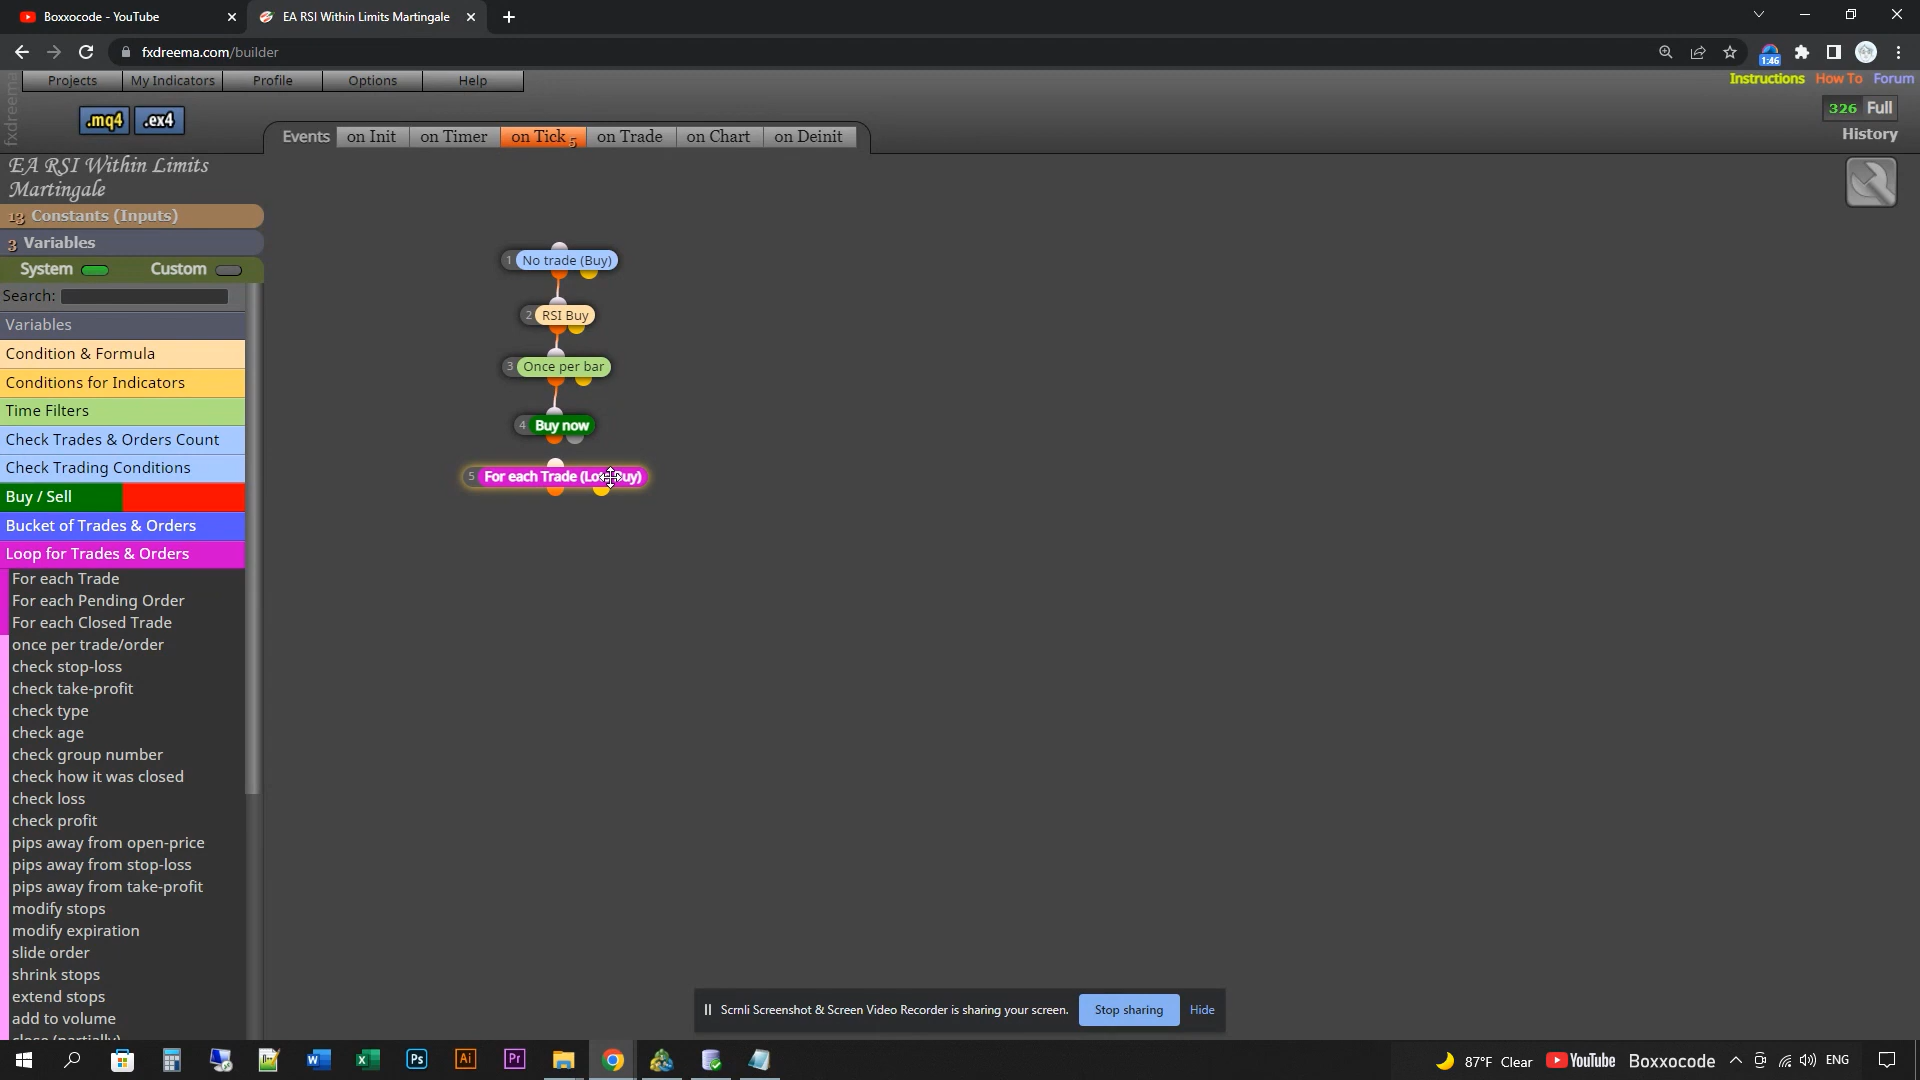 Boxxocode - YouTube
EA RSI Within Limits Martingale
fxdreema.com/builder
1:46
Projects
My Indicators
Profile
Options
Help
Instructions
How To
Forum
fxdreema
.mq4
.ex4
326 Full
History
Events
on Init
on Timer
on Tick 5
on Trade
on Chart
on Deinit
EA RSI Within Limits
Martingale
13 Constants (Inputs)
3 Variables
System
Custom
Search:
Variables
Condition & Formula
Conditions for Indicators
Time Filters
Check Trades & Orders Count
Check Trading Conditions
Buy / Sell
Bucket of Trades & Orders
Loop for Trades & Orders
For each Trade
For each Pending Order
For each Closed Trade
once per trade/order
check stop-loss
check take-profit
check type
check age
check group number
check how it was closed
check loss
check profit
pips away from open-price
pips away from stop-loss
pips away from take-profit
modify stops
modify expiration
slide order
shrink stops
extend stops
add to volume
close (partially)
1 No trade (Buy)
2 RSI Buy
3 Once per bar
4 Buy now
5 For each Trade
Scrnli Screenshot & Screen Video Recorder is sharing your screen.
Stop sharing
Hide
Ps
Ai
Pr
87°F Clear
YouTube
Boxxocode
ENG